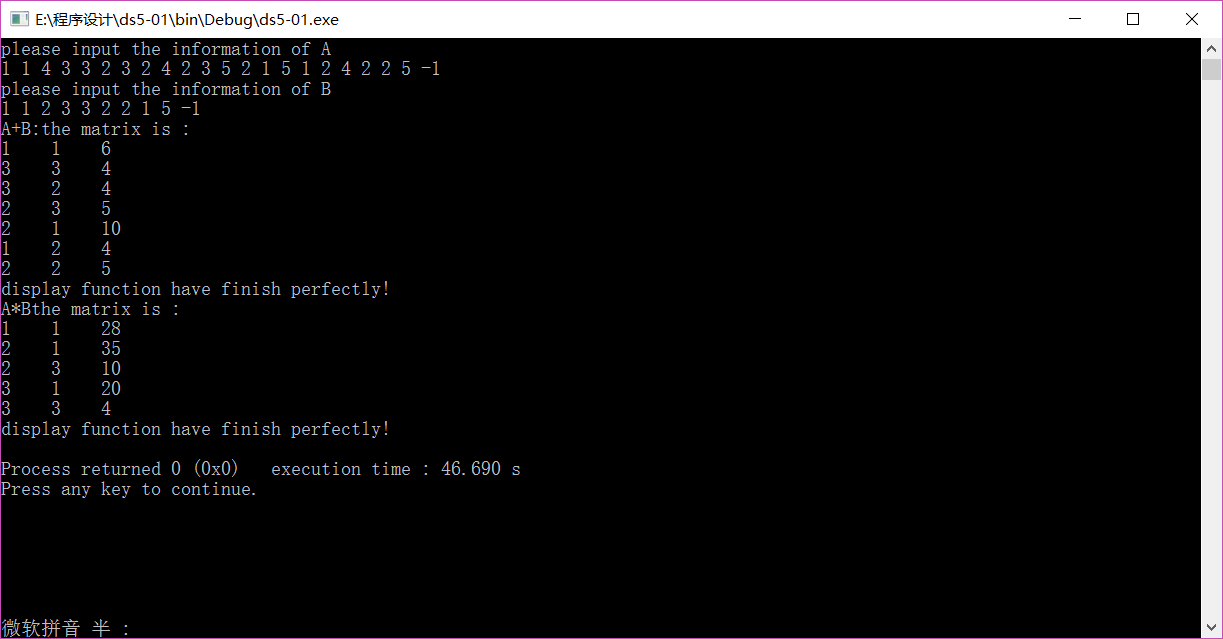 E:\程序设计\ds5-01\bin\Debug\ds5-01.exe
please input the information of A
1 1 4 3 3 2 3 2 4 2 3 5 2 1 5 1 2 4 2 2 5 -1
please input the information of B
1 1 2 3 3 2 2 1 5 -1
A+B:the matrix is :
1    1    6
3    3    4
3    2    4
2    3    5
2    1    10
1    2    4
2    2    5
display function have finish perfectly!
A*Bthe matrix is :
1    1    28
2    1    35
2    3    10
3    1    20
3    3    4
display function have finish perfectly!
Process returned 0 (0x0)   execution time : 46.690 s
Press any key to continue.
微软拼音 半 :